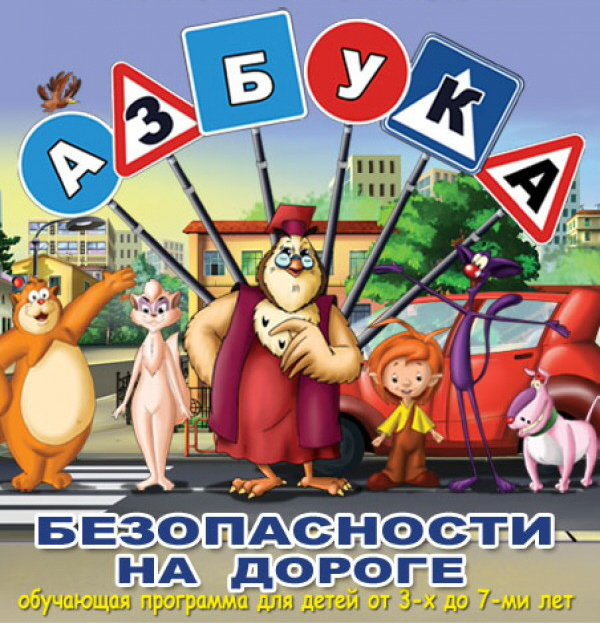 АЗБУКА
БЕЗОПАСНОСТИ
НА ДОРОГЕ
обучающая программа для детей от 3-х до 7-ми лет